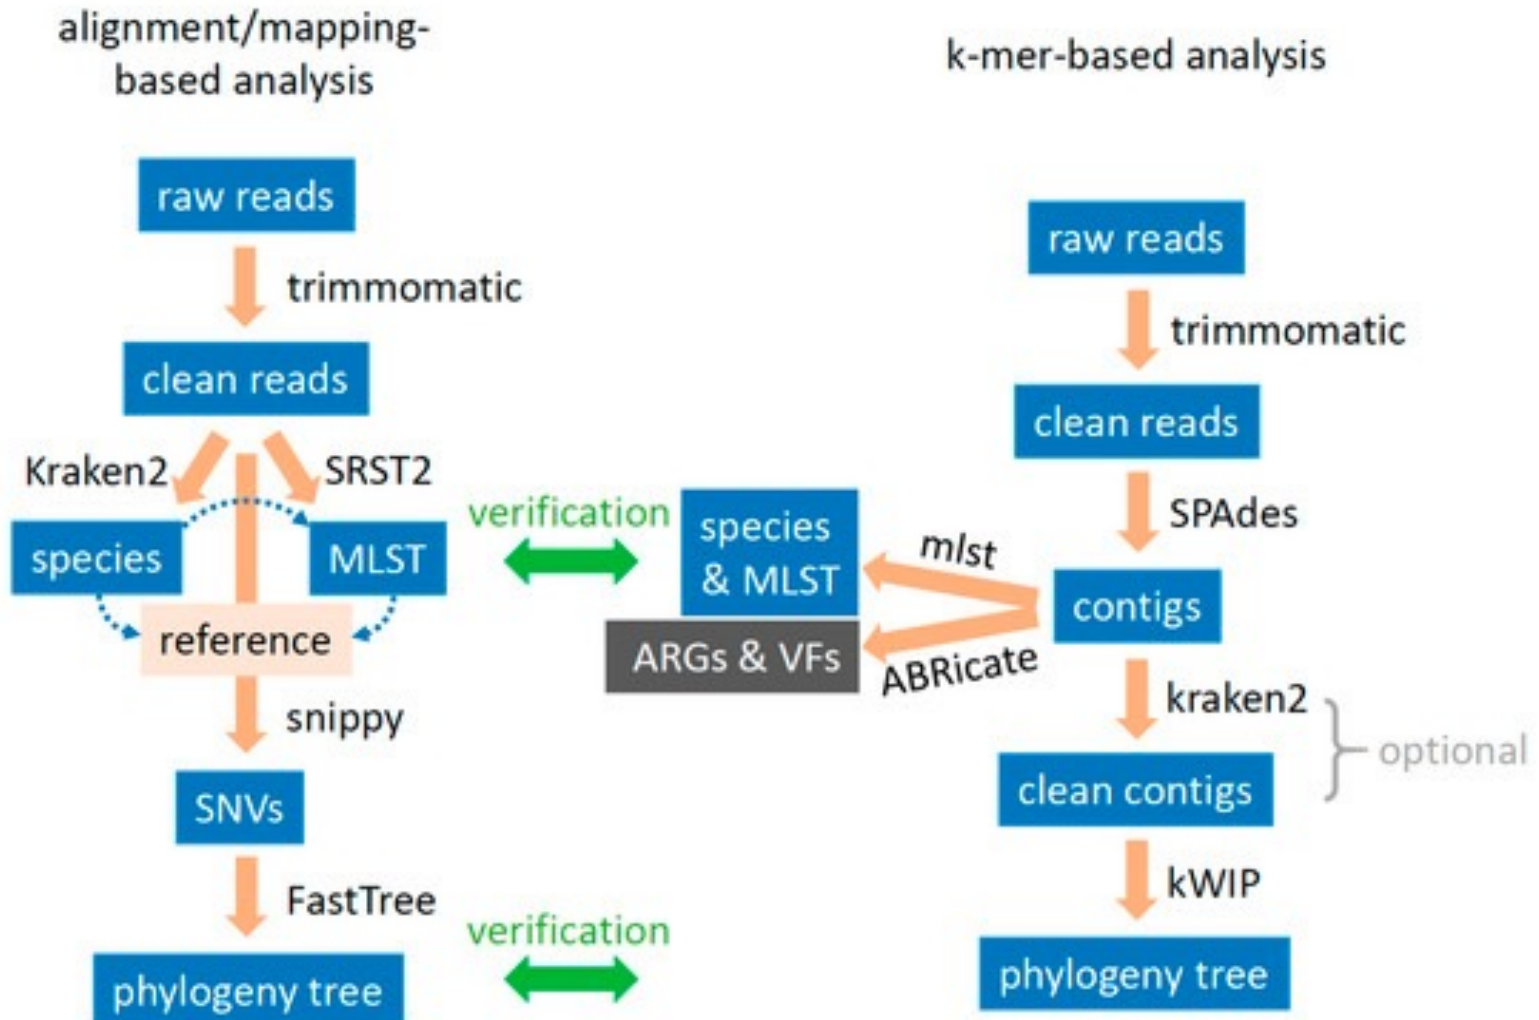 alignment/mapping-
based analysis
raw reads
trimmomatic
clean reads
Kraken2
SRST2
species
MLST
reference
snippy
SNVs
FastTree
phylogeny tree
verification
verification
k-mer-based analysis
raw reads
trimmomatic
clean reads
SPAdes
contigs
mlst
species
& MLST
ABRicate
ARGs & VFs
kraken2
optional
clean contigs
kWIP
phylogeny tree